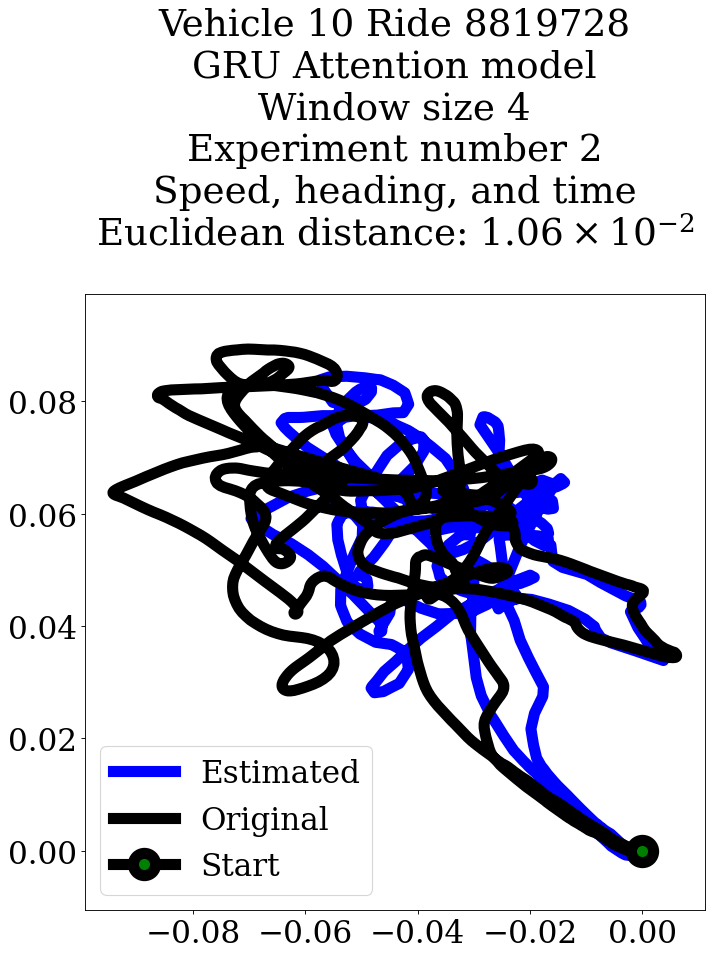 Vehicle 10 Ride 8819728
GRU Attention model
Window size 4
Experiment number 2
Speed, heading, and time
Euclidean distance: 1.06 × 10⁻²
0.08
0.06
0.04
0.02
0.00
Estimated
Original
Start
−0.08 −0.06 −0.04 −0.02 0.00